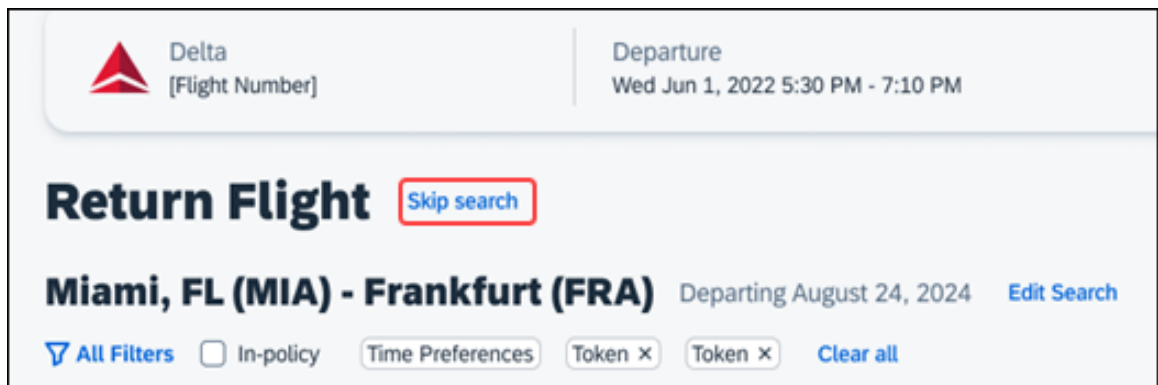 Delta
[Flight Number]
Departure
Wed Jun 1, 2022 5:30 PM - 7:10 PM
Return Flight Skip search
Miami, FL (MIA) - Frankfurt (FRA) Departing August 24, 2024 Edit Search
All Filters In-policy Time Preferences Token × Token × Clear all